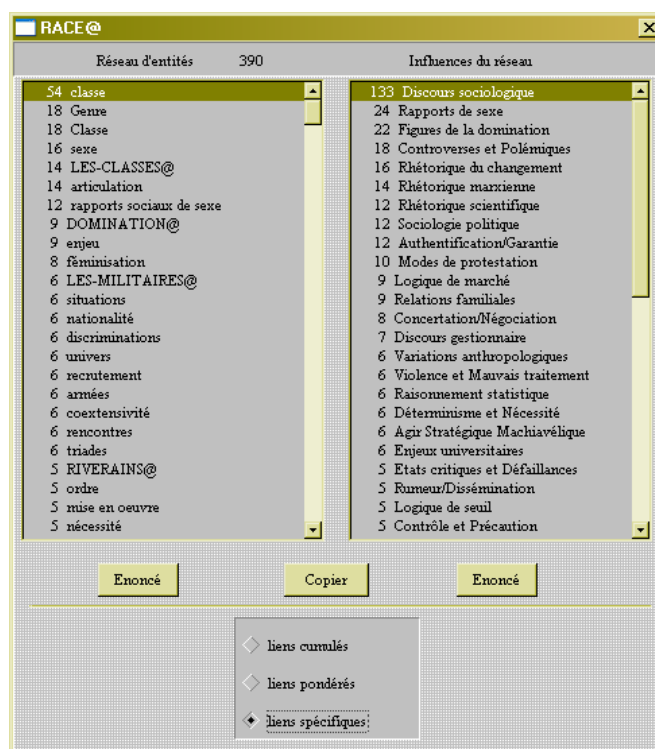 RACE@
Réseau d'entités 390 Influences du réseau
54 classe
18 Genre
18 Classe
16 sexe
14 LES-CLASSES@
14 articulation
12 rapports sociaux de sexe
9 DOMINATION@
9 enjeu
8 féminisation
6 LES-MILITAIRES@
6 situations
6 nationalité
6 discriminations
6 univers
6 recrutement
6 armées
6 coextensivité
6 rencontres
6 triades
5 RIVERAINS@
5 ordre
5 mise en oeuvre
5 nécessité
133 Discours sociologique
24 Rapports de sexe
22 Figures de la domination
18 Controverses et Polémiques
16 Rhétorique du changement
14 Rhétorique marxienne
12 Rhétorique scientifique
12 Sociologie politique
12 Authentification/Garantie
10 Modes de protestation
9 Logique de marché
9 Relations familiales
8 Concertation/Négociation
7 Discours gestionnaire
6 Variations anthropologiques
6 Violence et Mauvais traitement
6 Raisonnement statistique
6 Déterminisme et Nécessité
6 Agir Stratégique Machiavélique
6 Enjeux universitaires
5 Etats critiques et Défaillances
5 Rumeur/Dissémination
5 Logique de seuil
5 Contrôle et Précaution
Enoncé Copier Enoncé
liens cumulés
liens pondérés
liens spécifiques